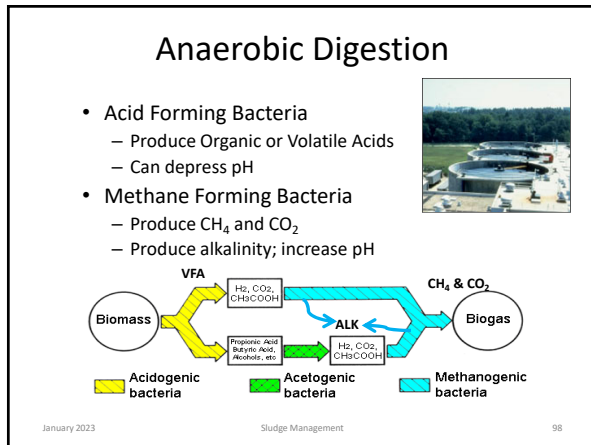 Anaerobic Digestion
• Acid Forming Bacteria
– Produce Organic or Volatile Acids
– Can depress pH
• Methane Forming Bacteria
– Produce CH₄ and CO₂
– Produce alkalinity; increase pH
VFA
CH₄ & CO₂
H₂, CO₂,
CH₃COOH
Biomass
ALK
Biogas
Propionic Acid
Butyric Acid,
Alcohols, etc
H₂, CO₂,
CH₃COOH
Acidogenic
bacteria
Acetogenic
bacteria
Methanogenic
bacteria
January 2023
Sludge Management
98